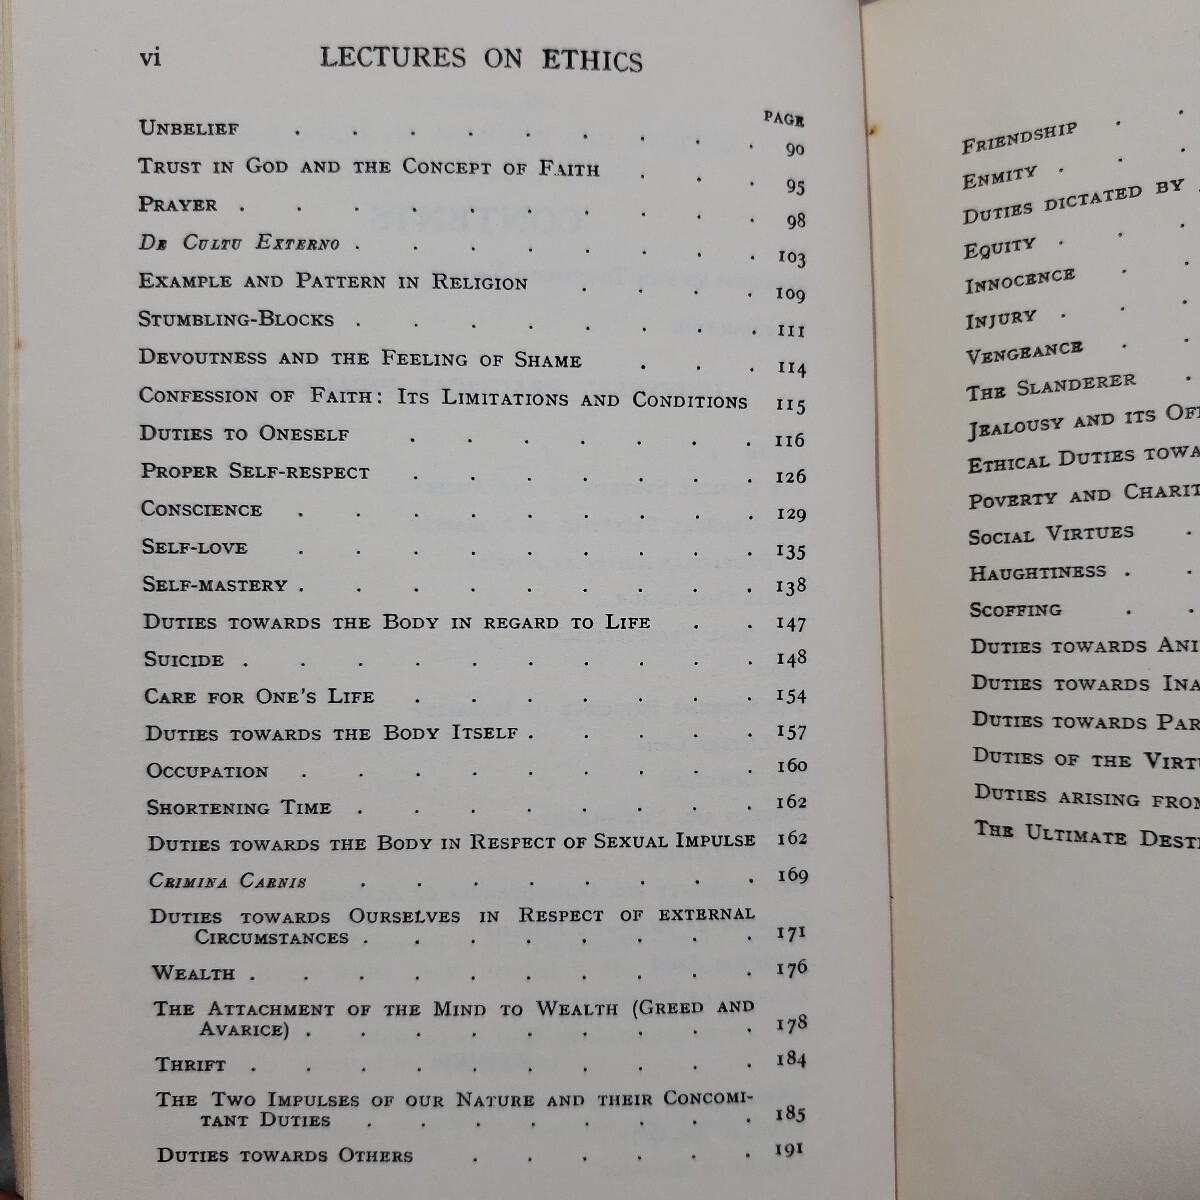 vi LECTURES ON ETHICS
PAGE
UNBELIEF . . . . . . . . . 90
TRUST IN GOD AND THE CONCEPT OF FAITH . . . 95
PRAYER . . . . . . . . . . 98
DE CULTU EXTERNO . . . . . . . . 103
EXAMPLE AND PATTERN IN RELIGION . . . . 109
STUMBLING-BLOCKS . . . . . . . . 111
DEVOUTNESS AND THE FEELING OF SHAME . . . 114
CONFESSION OF FAITH: ITS LIMITATIONS AND CONDITIONS 115
DUTIES TO ONESELF . . . . . . . 116
PROPER SELF-RESPECT . . . . . . . 126
CONSCIENCE . . . . . . . . . 129
SELF-LOVE . . . . . . . . . 135
SELF-MASTERY . . . . . . . . . 138
DUTIES TOWARDS THE BODY IN REGARD TO LIFE . . 147
SUICIDE . . . . . . . . . . 148
CARE FOR ONE'S LIFE . . . . . . . 154
DUTIES TOWARDS THE BODY ITSELF . . . . . 157
OCCUPATION . . . . . . . . . 160
SHORTENING TIME . . . . . . . . 162
DUTIES TOWARDS THE BODY IN RESPECT OF SEXUAL IMPULSE 162
CRIMINA CARNIS . . . . . . . . 169
DUTIES TOWARDS OURSELVES IN RESPECT OF EXTERNAL
CIRCUMSTANCES . . . . . . . . 171
WEALTH . . . . . . . . . . 176
THE ATTACHMENT OF THE MIND TO WEALTH (GREED AND
AVARICE) . . . . . . . . . 178
THRIFT . . . . . . . . . . 184
THE TWO IMPULSES OF OUR NATURE AND THEIR CONCOMI-
TANT DUTIES . . . . . . . . 185
DUTIES TOWARDS OTHERS . . . . . . 191
FRIENDSHIP . .
ENMITY . . .
DUTIES DICTATED BY
EQUITY . . .
INNOCENCE . .
INJURY . . .
VENGEANCE . .
THE SLANDERER .
JEALOUSY AND ITS OFF
ETHICAL DUTIES TOWA
POVERTY AND CHARIT
SOCIAL VIRTUES .
HAUGHTINESS . .
SCOFFING . .
DUTIES TOWARDS ANI
DUTIES TOWARDS INA
DUTIES TOWARDS PAR
DUTIES OF THE VIRTU
DUTIES ARISING FROM
THE ULTIMATE DESTI